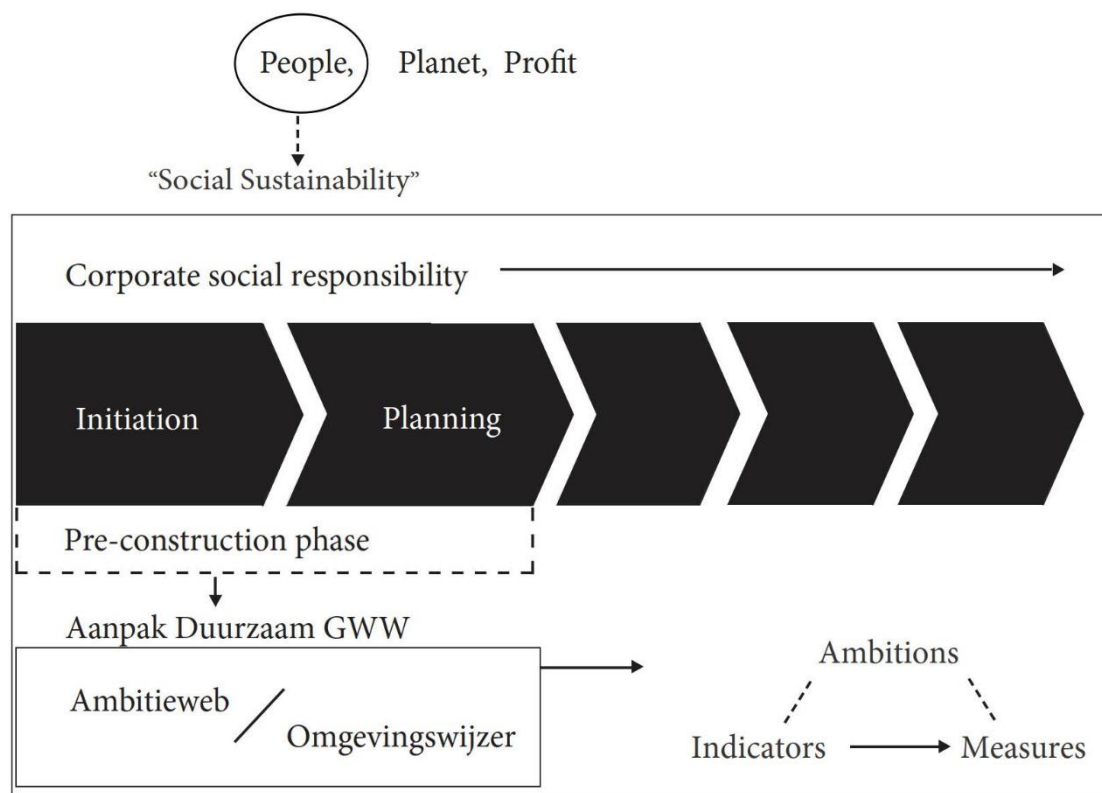 People, Planet, Profit
“Social Sustainability”
Corporate social responsibility
Initiation
Planning
Pre-construction phase
Aanpak Duurzaam GWW
Ambitieweb
Omgevingswijzer
Ambitions
Indicators
Measures